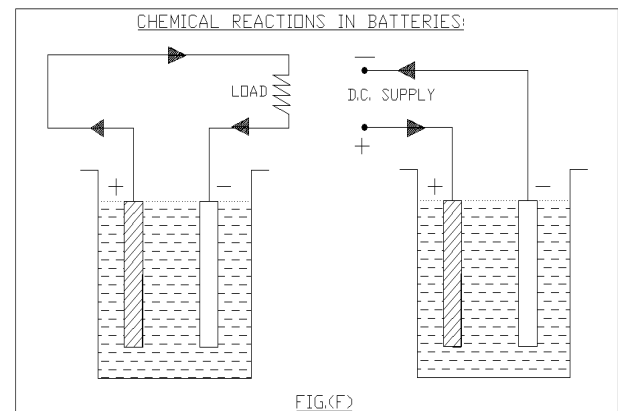 CHEMICAL REACTIONS IN BATTERIES:
LOAD
−
D.C. SUPPLY
+
+ −
+ −
FIG.(F)